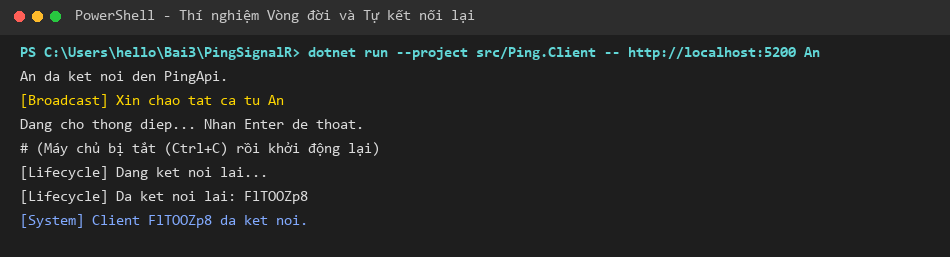 PowerShell - Thí nghiệm Vòng đời và Tự kết nối lại
PS C:\Users\hello\Bai3\PingSignalR> dotnet run --project src/Ping.Client -- http://localhost:5200 An
An da ket noi den PingApi.
[Broadcast] Xin chao tat ca tu An
Dang cho thong diep... Nhan Enter de thoat.
# (Máy chủ bị tắt (Ctrl+C) rồi khởi động lại)
[Lifecycle] Dang ket noi lai...
[Lifecycle] Da ket noi lai: FlTOOZp8
[System] Client FlTOOZp8 da ket noi.